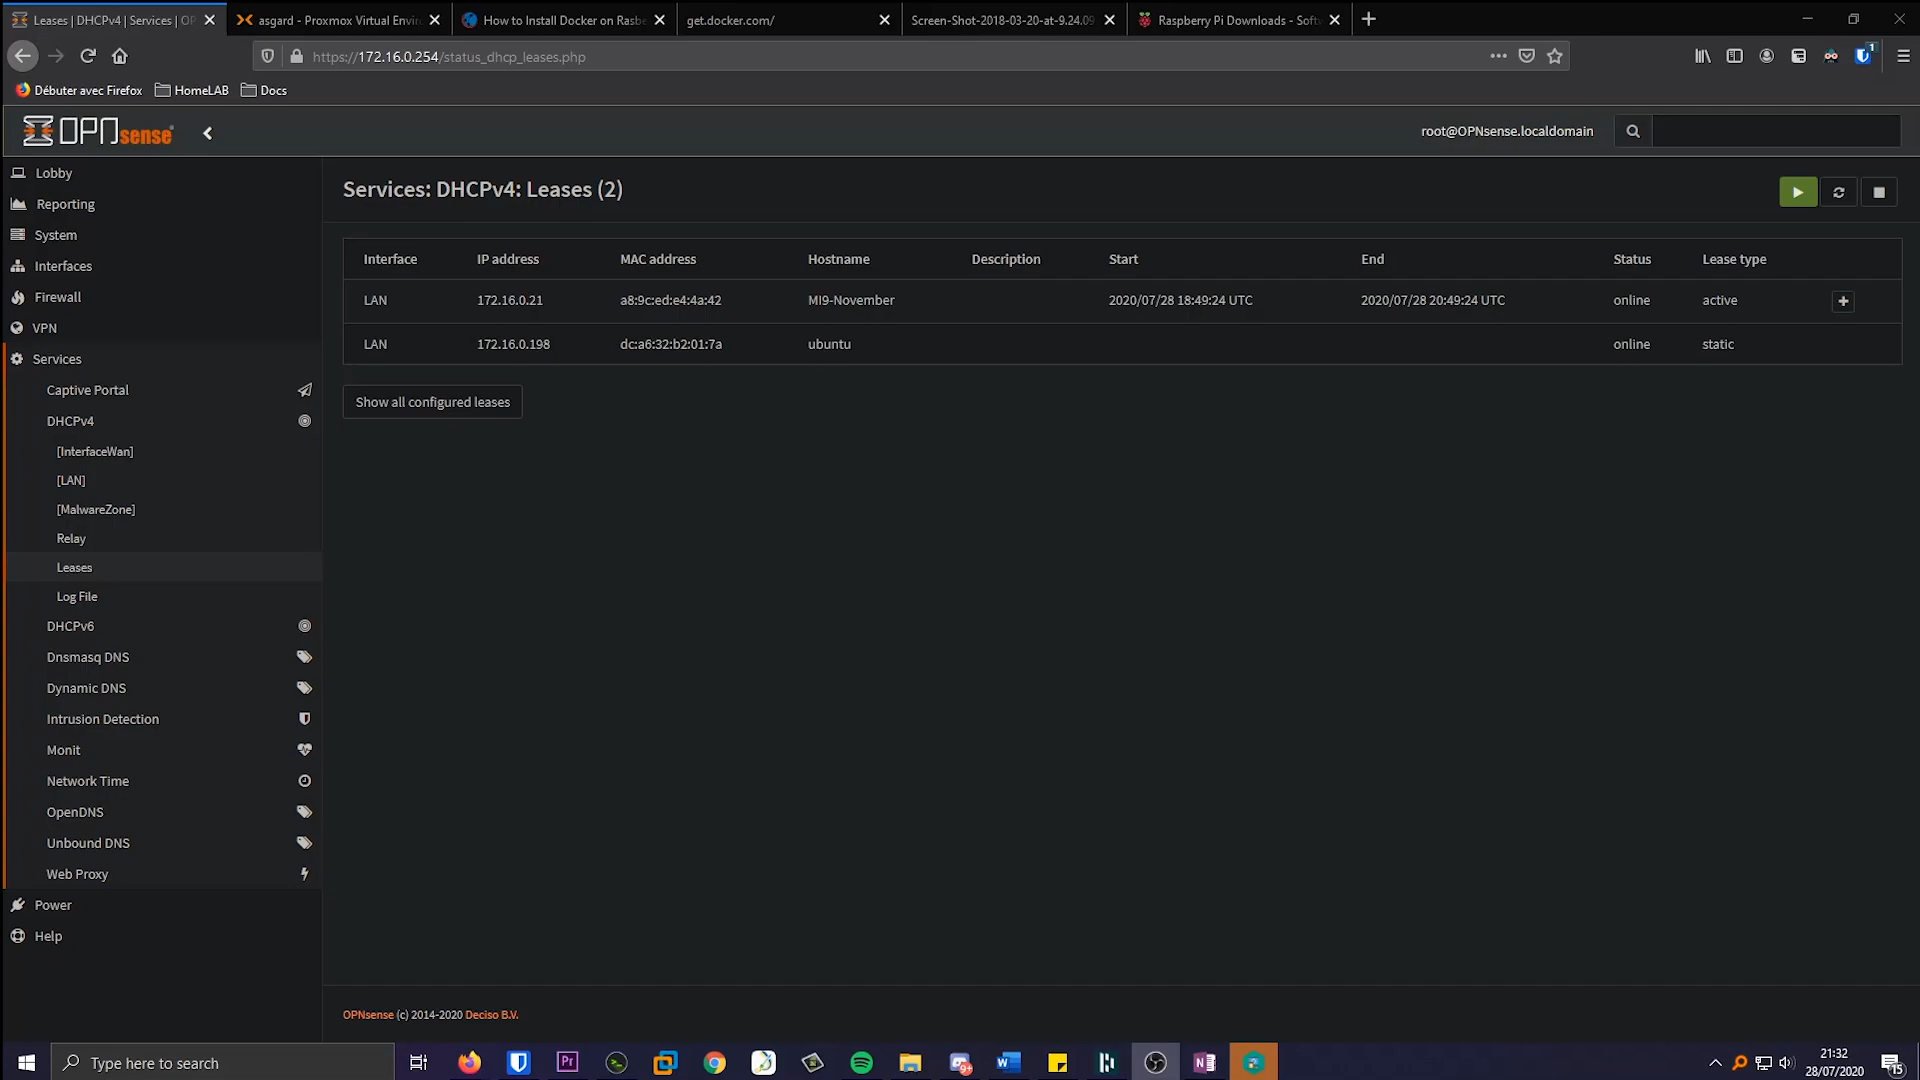 Leases | DHCPv4 | Services | OP
asgard - Proxmox Virtual Envir
How to Install Docker on Rasb
get.docker.com/
Screen-Shot-2018-03-20-at-9.24.09
Raspberry Pi Downloads - Softw
https://172.16.0.254/status_dhcp_leases.php
1
Débuter avec Firefox
HomeLAB
Docs
OPNsense
root@OPNsense.localdomain
Lobby
Reporting
System
Interfaces
Firewall
VPN
Services
Captive Portal
DHCPv4
[InterfaceWan]
[LAN]
[MalwareZone]
Relay
Leases
Log File
DHCPv6
Dnsmasq DNS
Dynamic DNS
Intrusion Detection
Monit
Network Time
OpenDNS
Unbound DNS
Web Proxy
Power
Help
Services: DHCPv4: Leases (2)
Interface IP address MAC address Hostname Description Start End Status Lease type
LAN 172.16.0.21 a8:9c:ed:e4:4a:42 MI9-November 2020/07/28 18:49:24 UTC 2020/07/28 20:49:24 UTC online active
LAN 172.16.0.198 dc:a6:32:b2:01:7a ubuntu online static
Show all configured leases
OPNsense (c) 2014-2020 Deciso B.V.
Type here to search
Pr
9+
W
N
21:32
28/07/2020
15